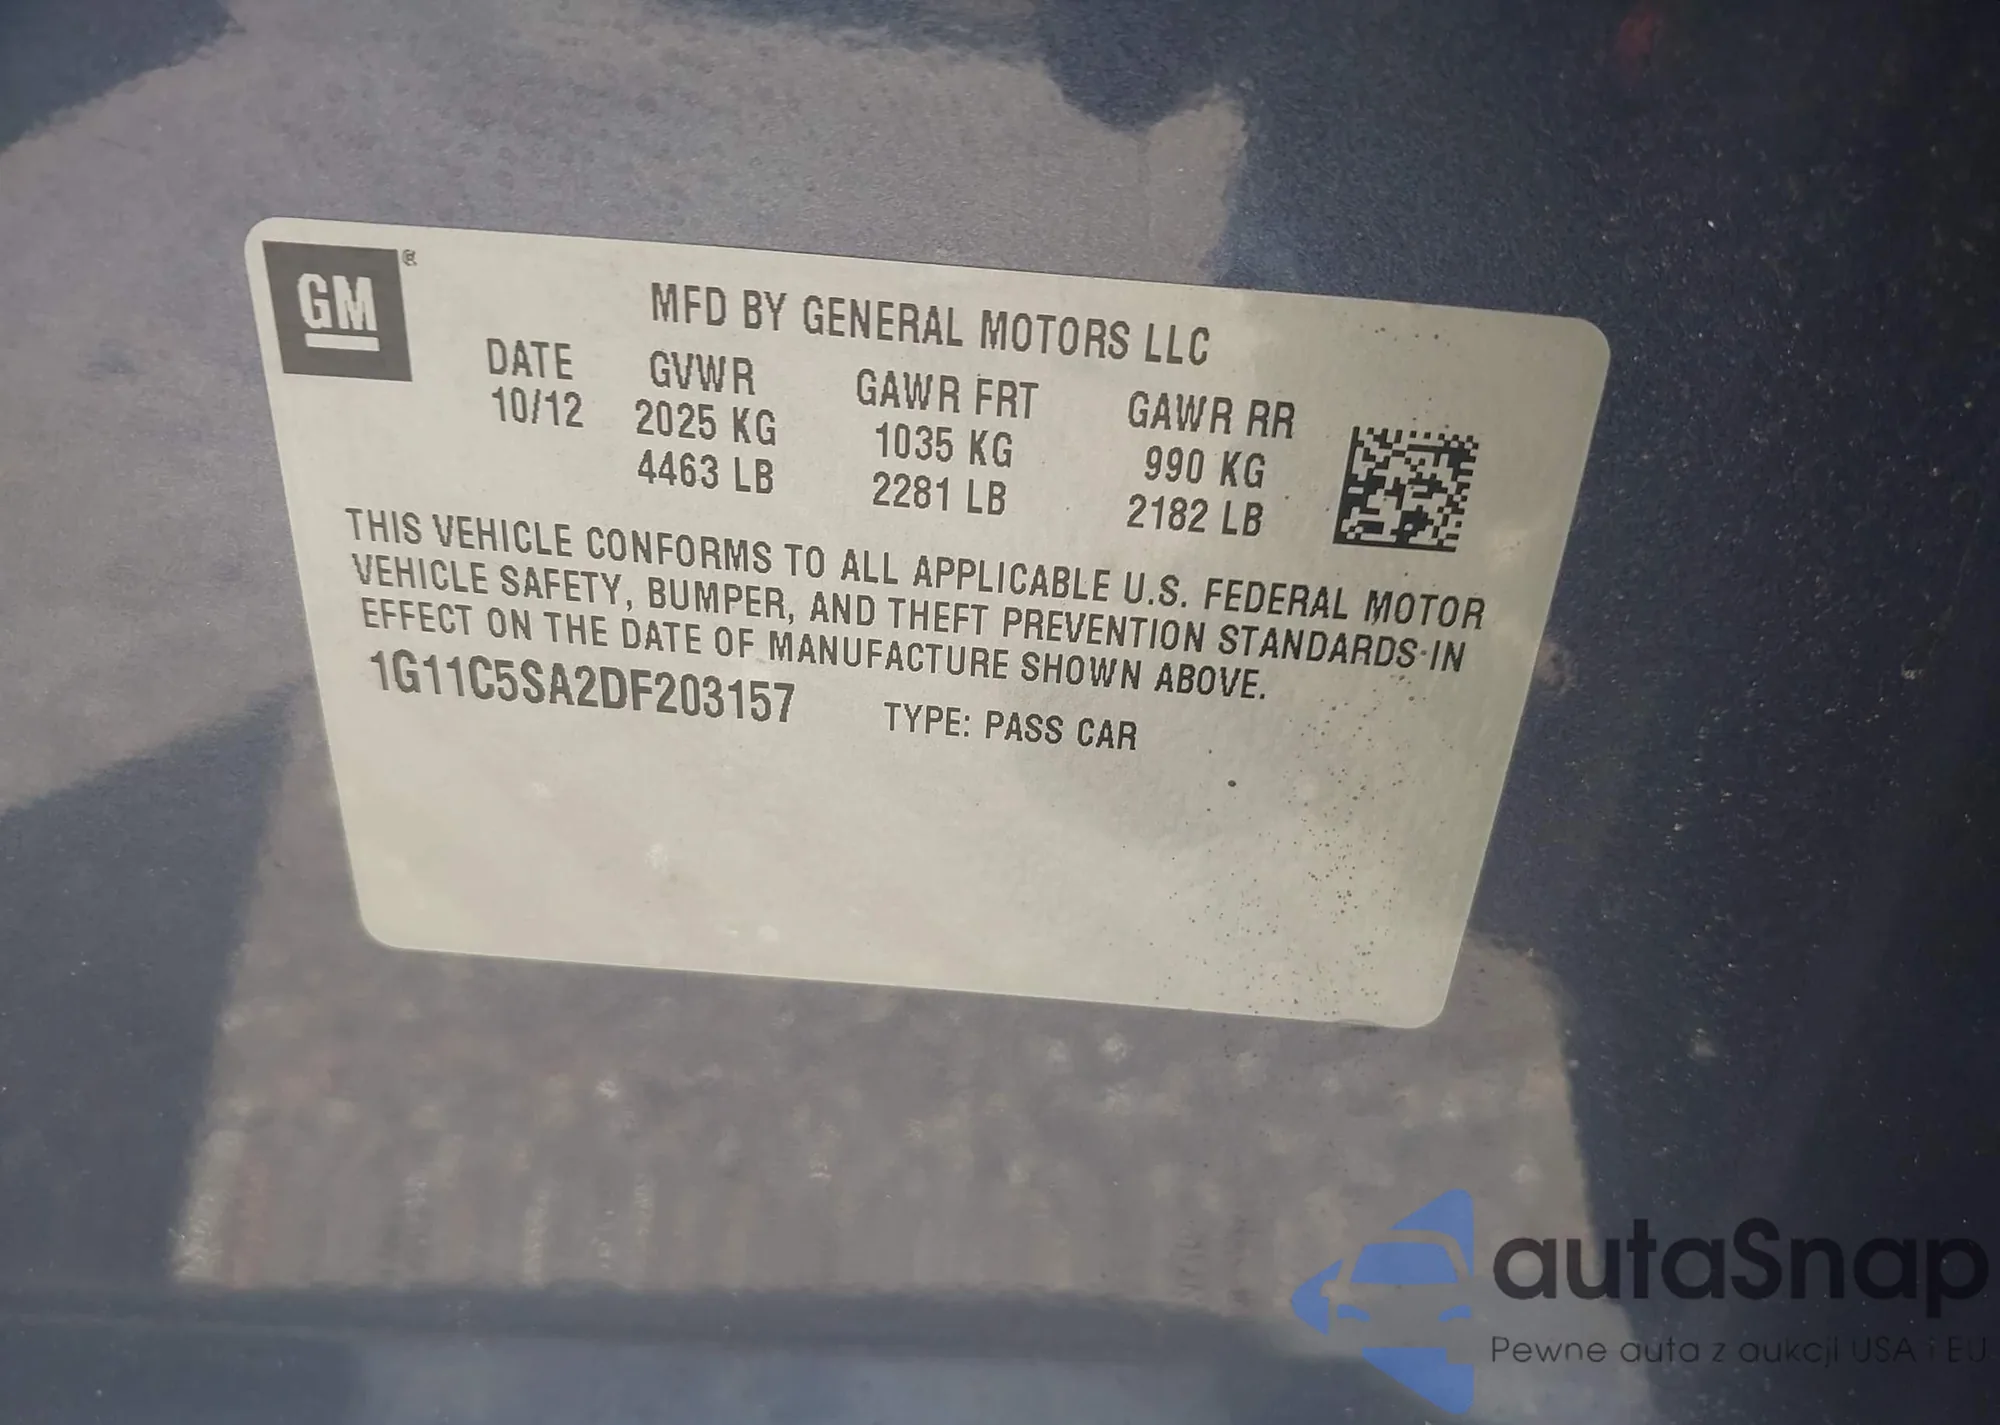 GM®
MFD BY GENERAL MOTORS LLC
DATE GVWR GAWR FRT GAWR RR
10/12 2025 KG 1035 KG 990 KG
4463 LB 2281 LB 2182 LB
THIS VEHICLE CONFORMS TO ALL APPLICABLE U.S. FEDERAL MOTOR
VEHICLE SAFETY, BUMPER, AND THEFT PREVENTION STANDARDS IN
EFFECT ON THE DATE OF MANUFACTURE SHOWN ABOVE.
1G11C5SA2DF203157 TYPE: PASS CAR
autaSnap
Pewne auta z aukcji USA i EU